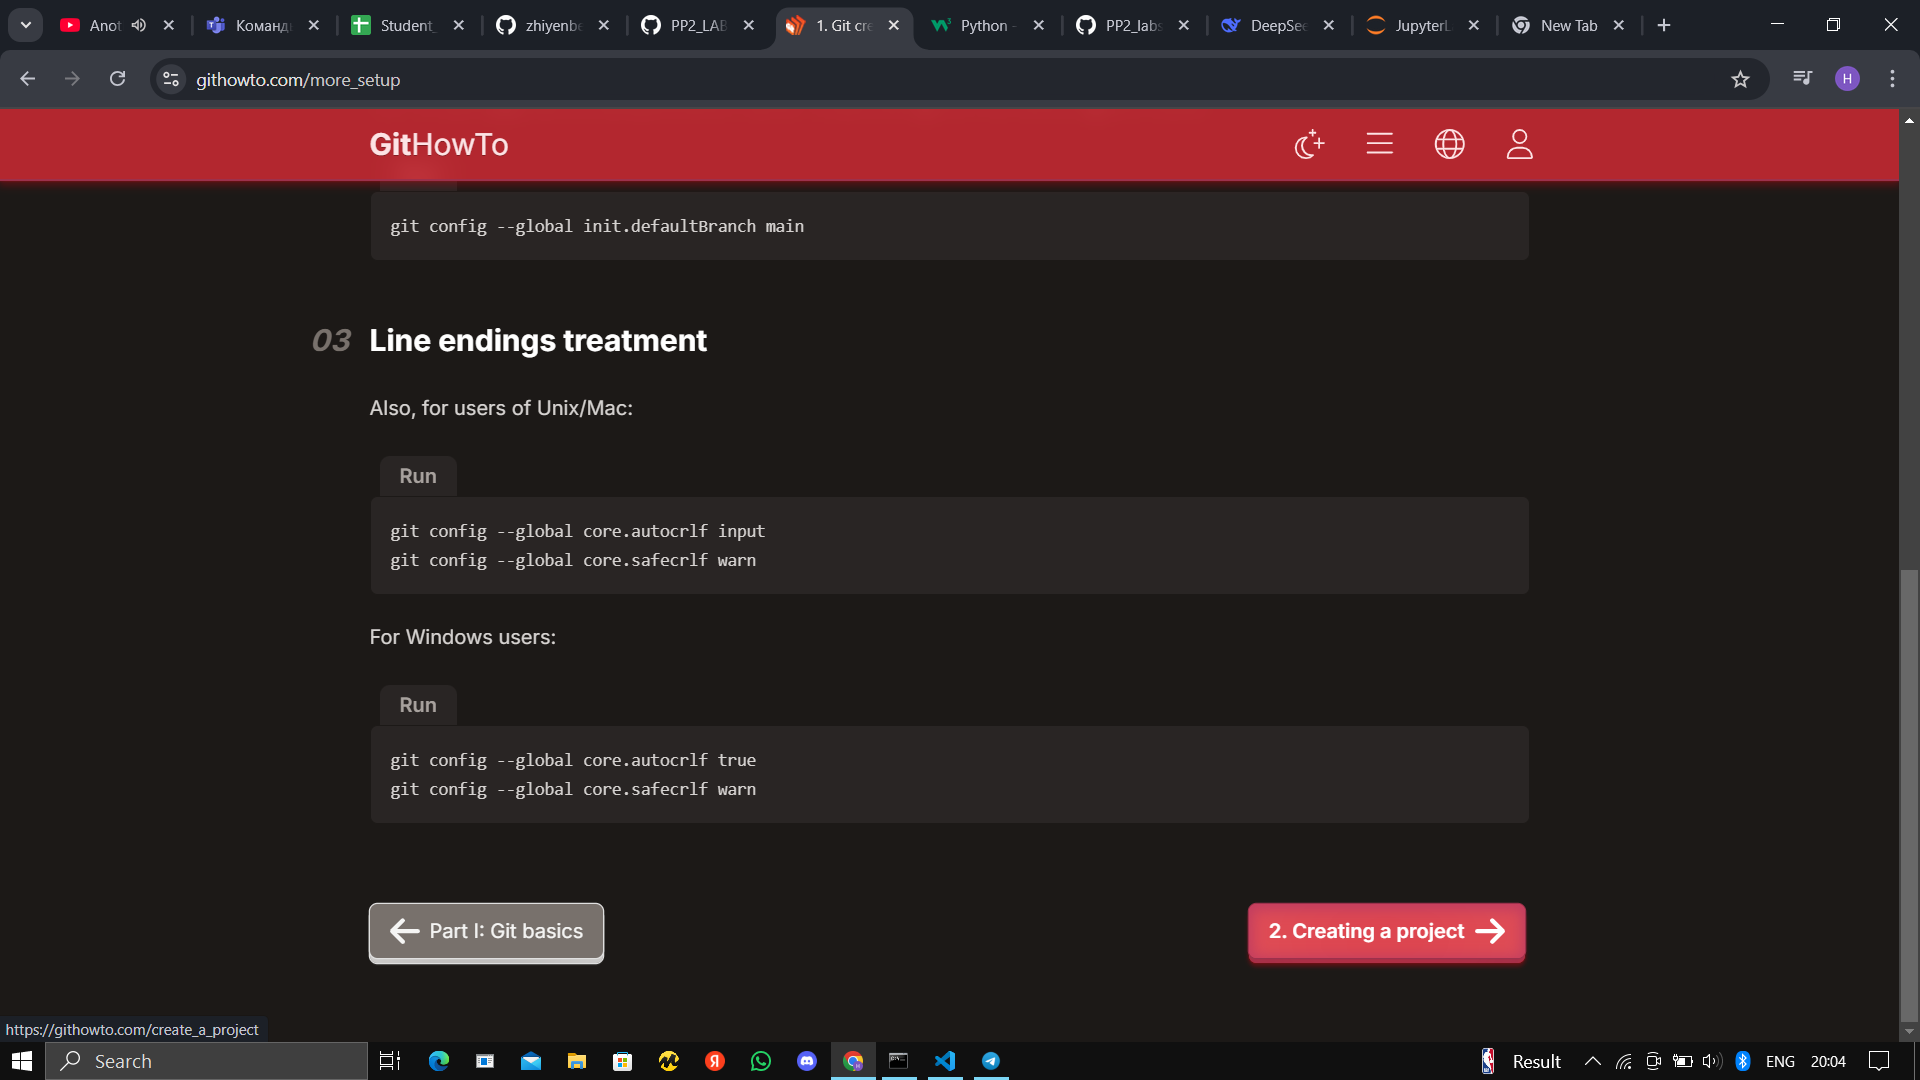 Anot
Команд
Student_
zhiyenbe
PP2_LAB
1. Git cre
Python -
PP2_labs
DeepSee
JupyterL
New Tab
githowto.com/more_setup
H
GitHowTo
git config --global init.defaultBranch main
03 Line endings treatment
Also, for users of Unix/Mac:
Run
git config --global core.autocrlf input
git config --global core.safecrlf warn
For Windows users:
Run
git config --global core.autocrlf true
git config --global core.safecrlf warn
Part I: Git basics
2. Creating a project
https://githowto.com/create_a_project
Search
Result
ENG
20:04